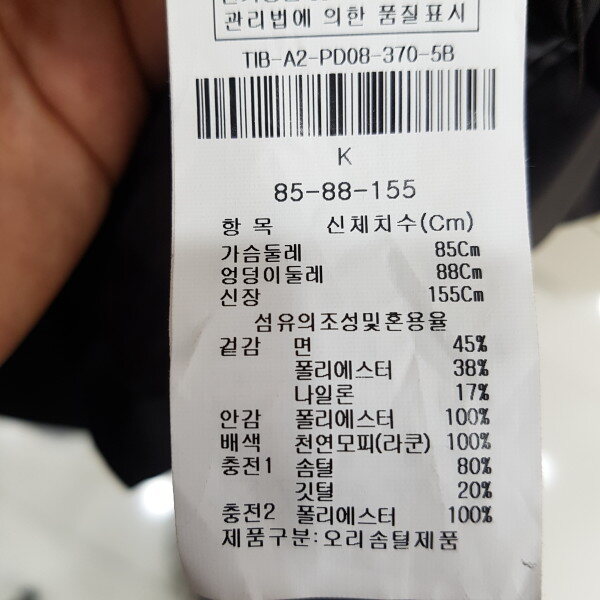 관리법에 의한 품질표시
TIB-A2-PD08-370-5B
K
85-88-155
항 목 신체치수(Cm)
가슴둘레 85Cm
엉덩이둘레 88Cm
신장 155Cm
섬유의조성및혼용율
겉감 면 45%
폴리에스터 38%
나일론 17%
안감 폴리에스터 100%
배색 천연모피(라쿤) 100%
충전1 솜털 80%
깃털 20%
충전2 폴리에스터 100%
제품구분:오리솜털제품